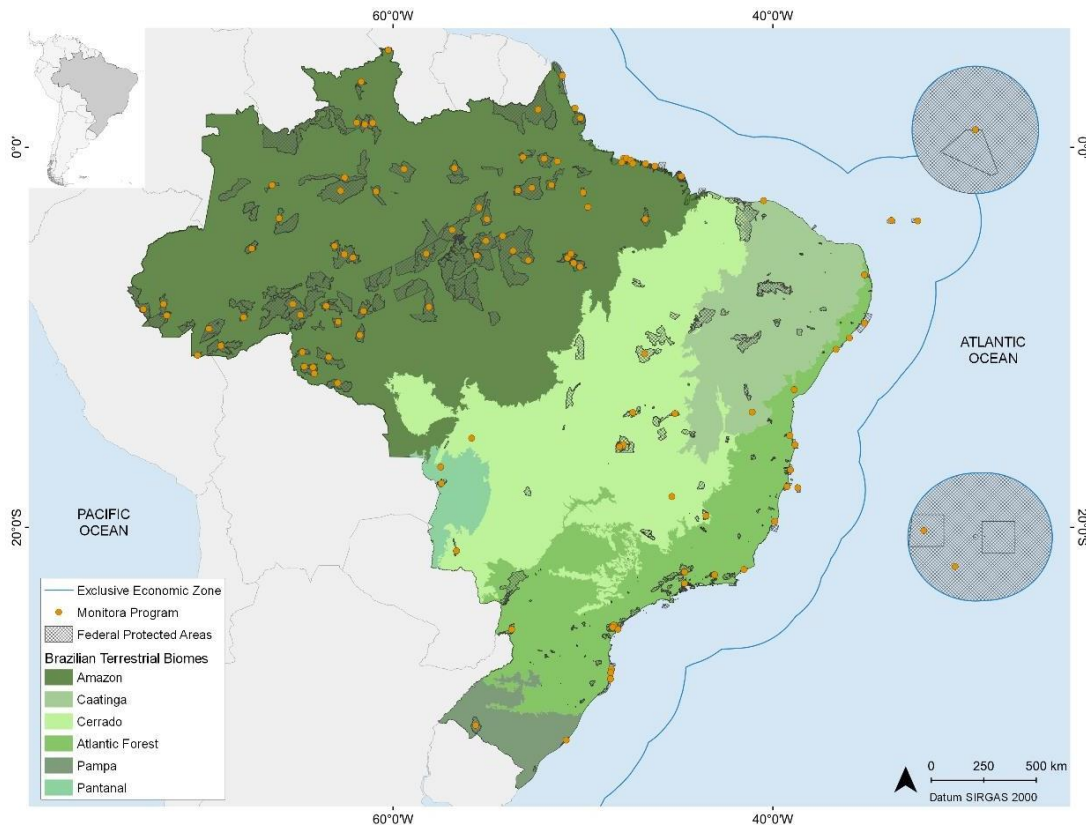 60°0'W
40°0'W
0°0'
0°0'
ATLANTIC
OCEAN
PACIFIC
OCEAN
20°0'S
20°0'S
Exclusive Economic Zone
Monitora Program
Federal Protected Areas
Brazilian Terrestrial Biomes
Amazon
Caatinga
Cerrado
Atlantic Forest
Pampa
Pantanal
0 250 500 km
Datum SIRGAS 2000
60°0'W
40°0'W